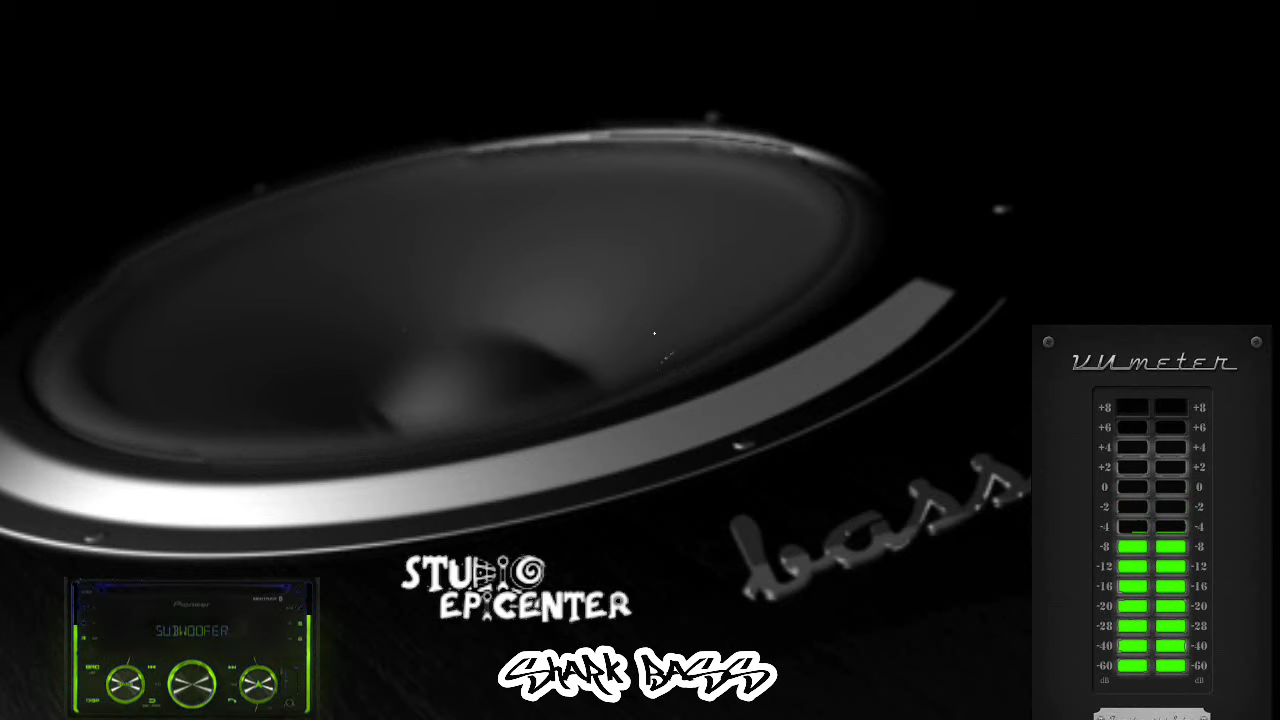 VU meter
+8 +8
+6 +6
+4 +4
+2 +2
0 0
-2 -2
-4 -4
-8 -8
-12 -12
-16 -16
-20 -20
-28 -28
-40 -40
-60 -60
dB dB
bass
STUDIO
EPICENTER
Pioneer
SUBWOOFER
SHARK BASS